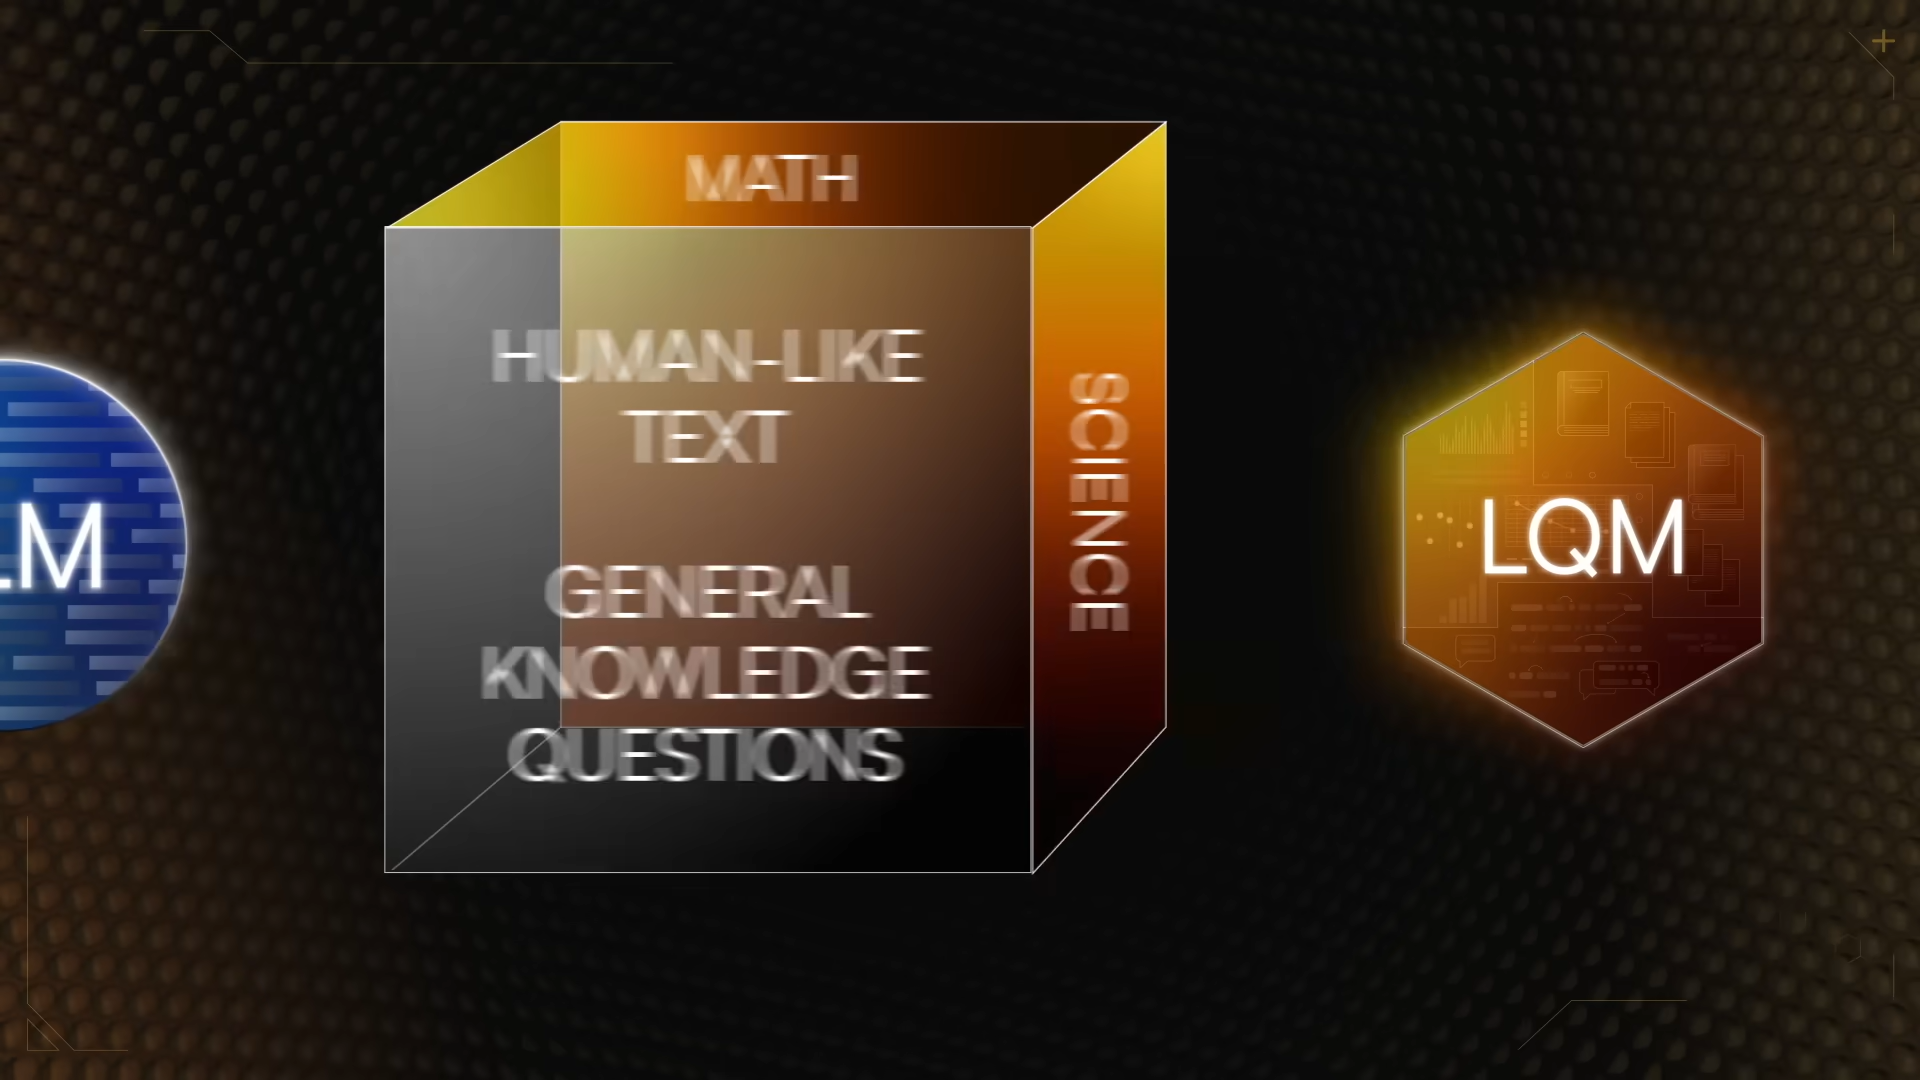 MATH
HUMAN-LIKE
TEXT
GENERAL
KNOWLEDGE
QUESTIONS
SCIENCE
LM
LQM